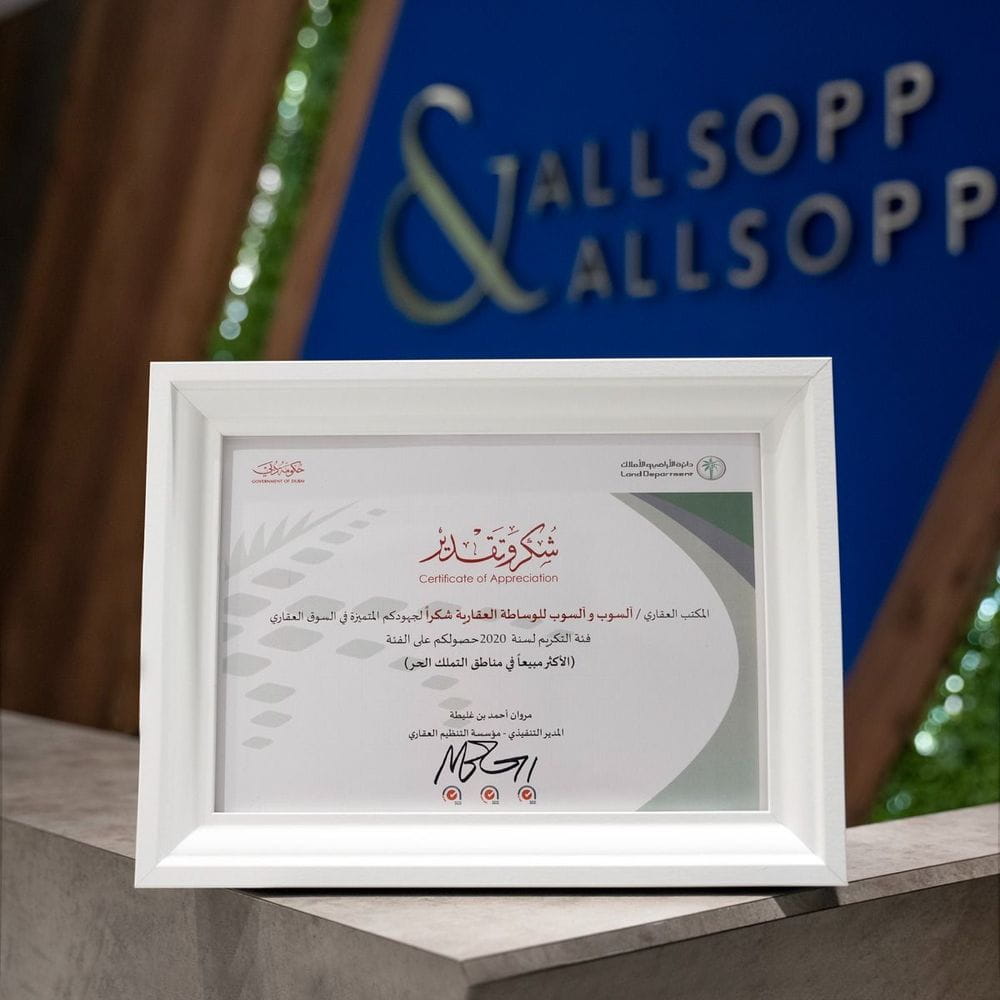 & ALLSOPP
ALLSOPP
حكومة دبي
GOVERNMENT OF DUBAI
دائرة الأراضي والأملاك
Land Department
شكر وتقدير
Certificate of Appreciation
المكتب العقاري / ألسوب و ألسوب للوساطة العقارية شكراً لجهودكم المتميزة في السوق العقاري
فئة التكريم لسنة 2020حصولكم على الفئة
(الأكثر مبيعاً في مناطق التملك الحر)
مروان أحمد بن غليطة
المدير التنفيذي - مؤسسة التنظيم العقاري